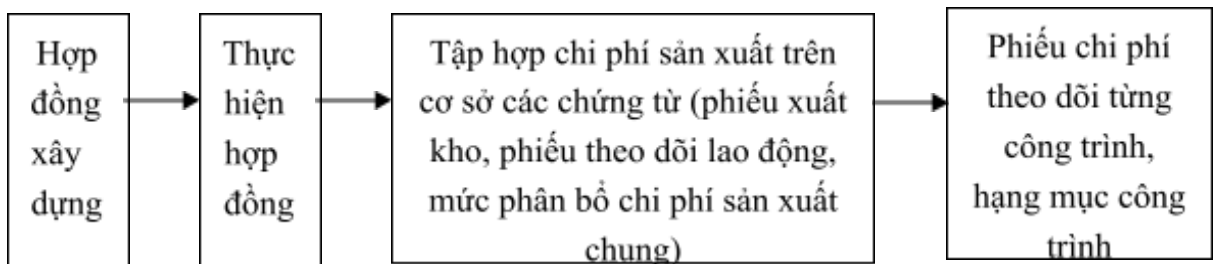 Hợp
đồng
xây
dựng
Thực
hiện
hợp
đồng
Tập hợp chi phí sản xuất trên
cơ sở các chứng từ (phiếu xuất
kho, phiếu theo dõi lao động,
mức phân bổ chi phí sản xuất
chung)
Phiếu chi phí
theo dõi từng
công trình,
hạng mục công
trình